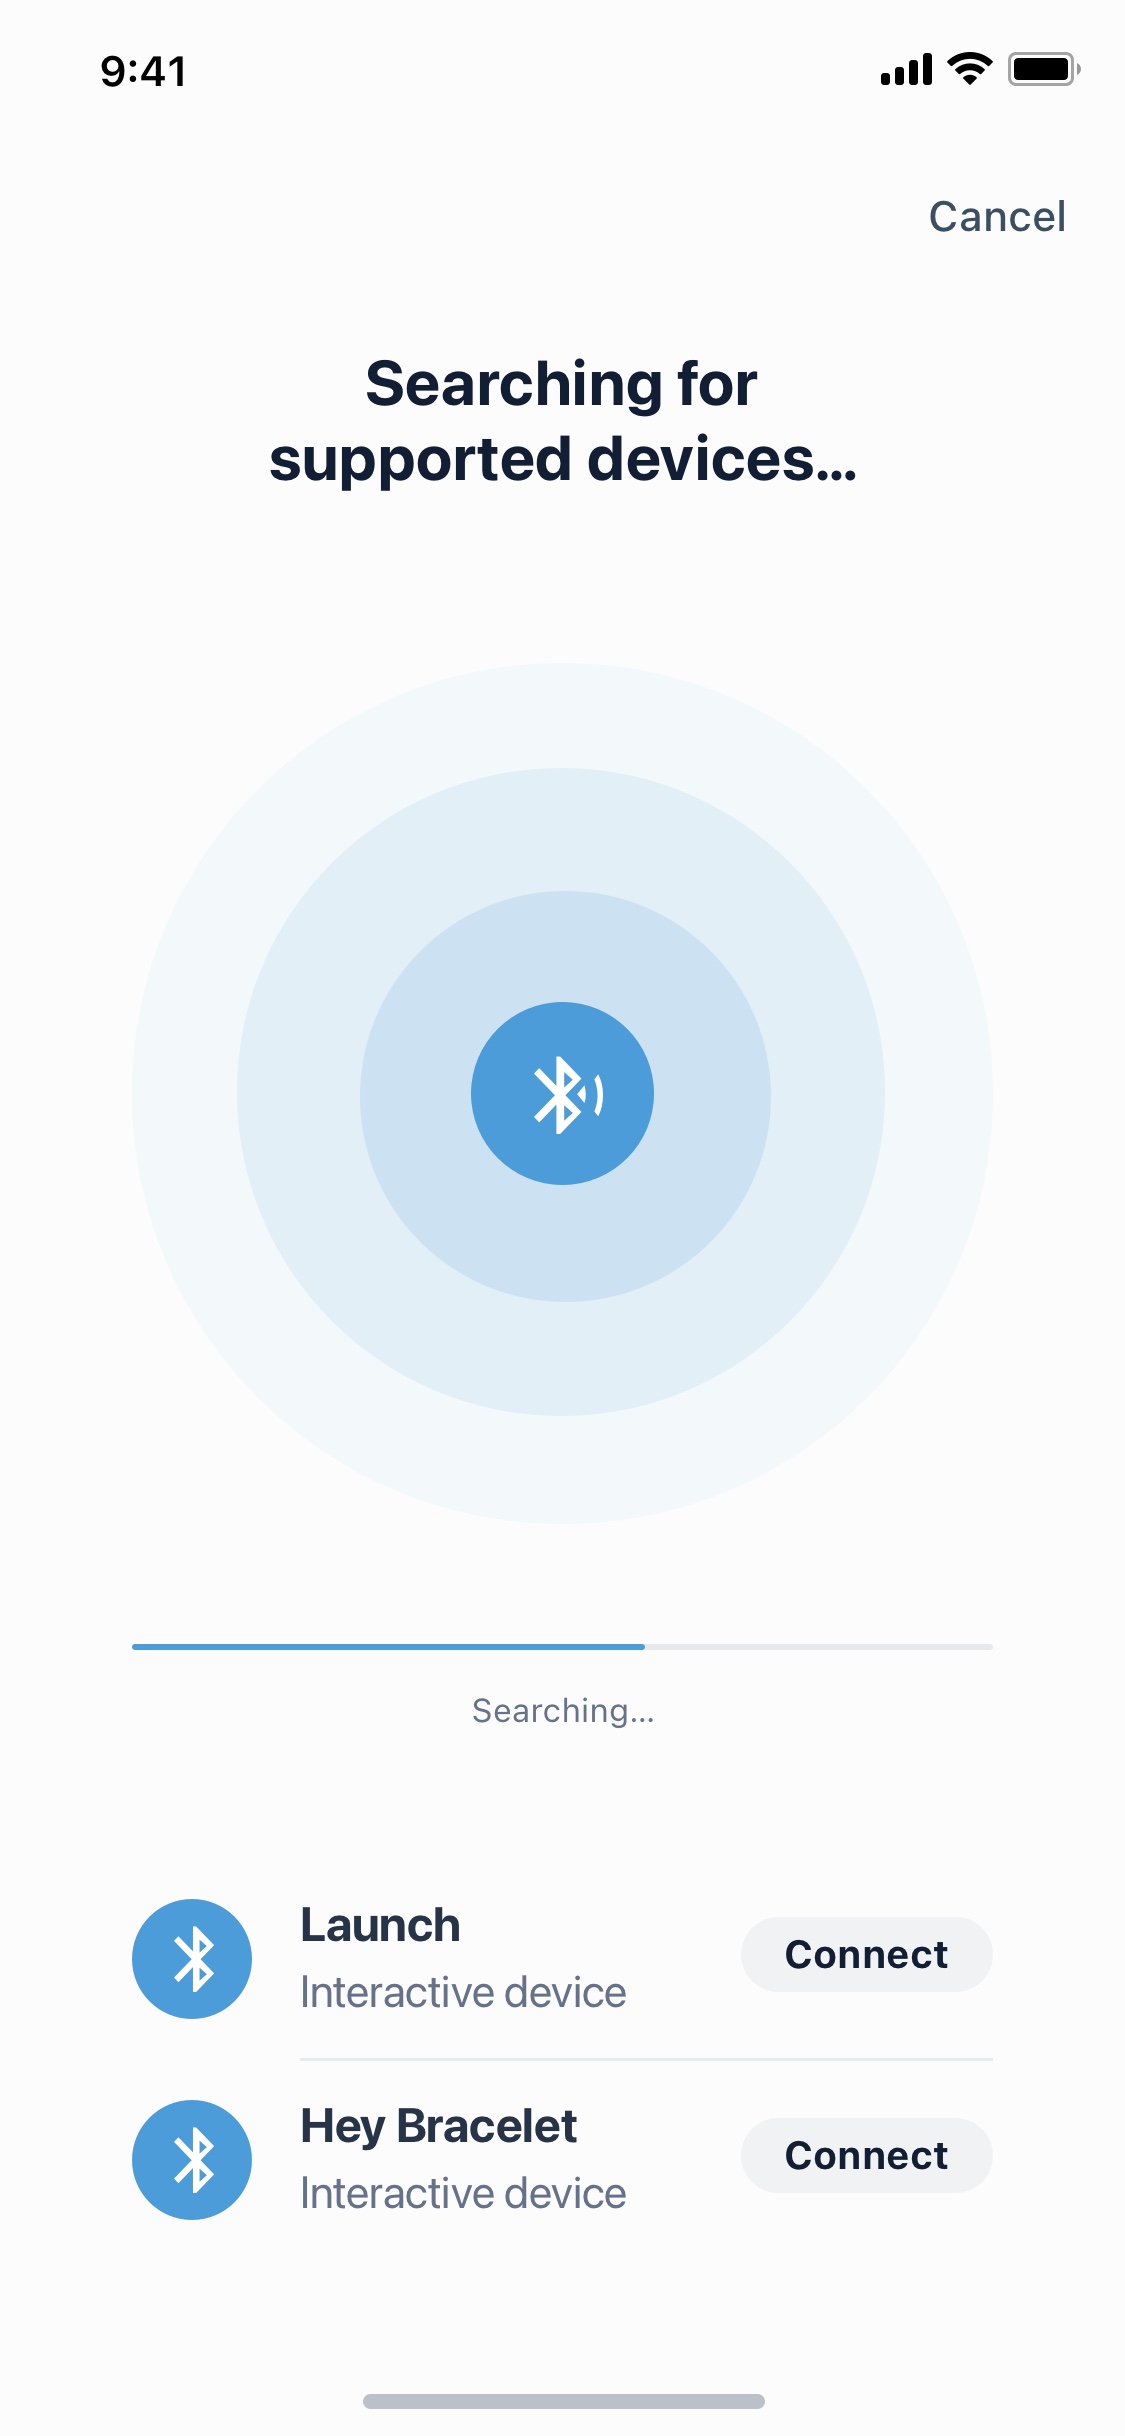 9:41
Cancel
Searching for
supported devices...
Searching...
Launch
Interactive device
Connect
Hey Bracelet
Interactive device
Connect